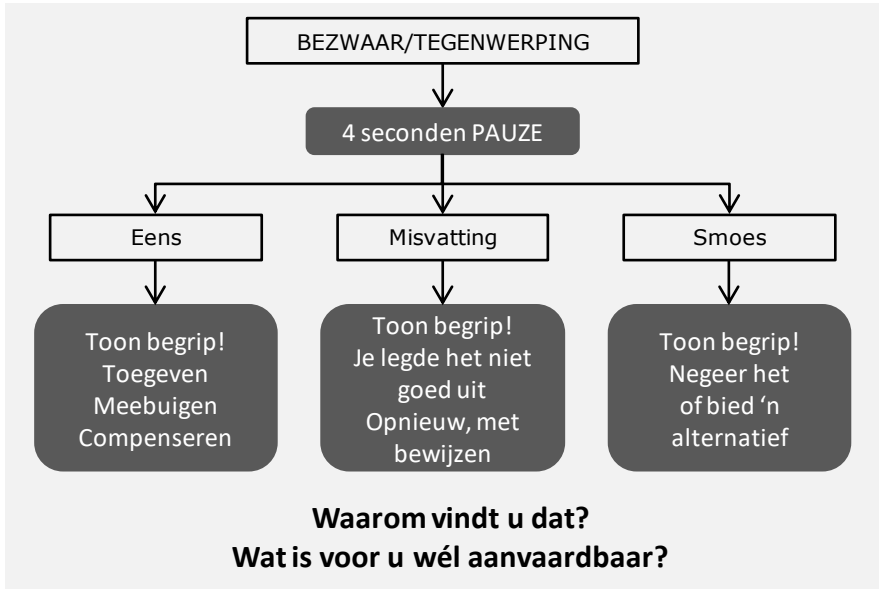 BEZWAAR/TEGENWERPING
4 seconden PAUZE
Eens
Misvatting
Smoes
Toon begrip!
Toegeven
Meebuigen
Compenseren
Toon begrip!
Je legde het niet
goed uit
Opnieuw, met
bewijzen
Toon begrip!
Negeer het
of bied ‘n
alternatief
Waarom vindt u dat?
Wat is voor u wél aanvaardbaar?